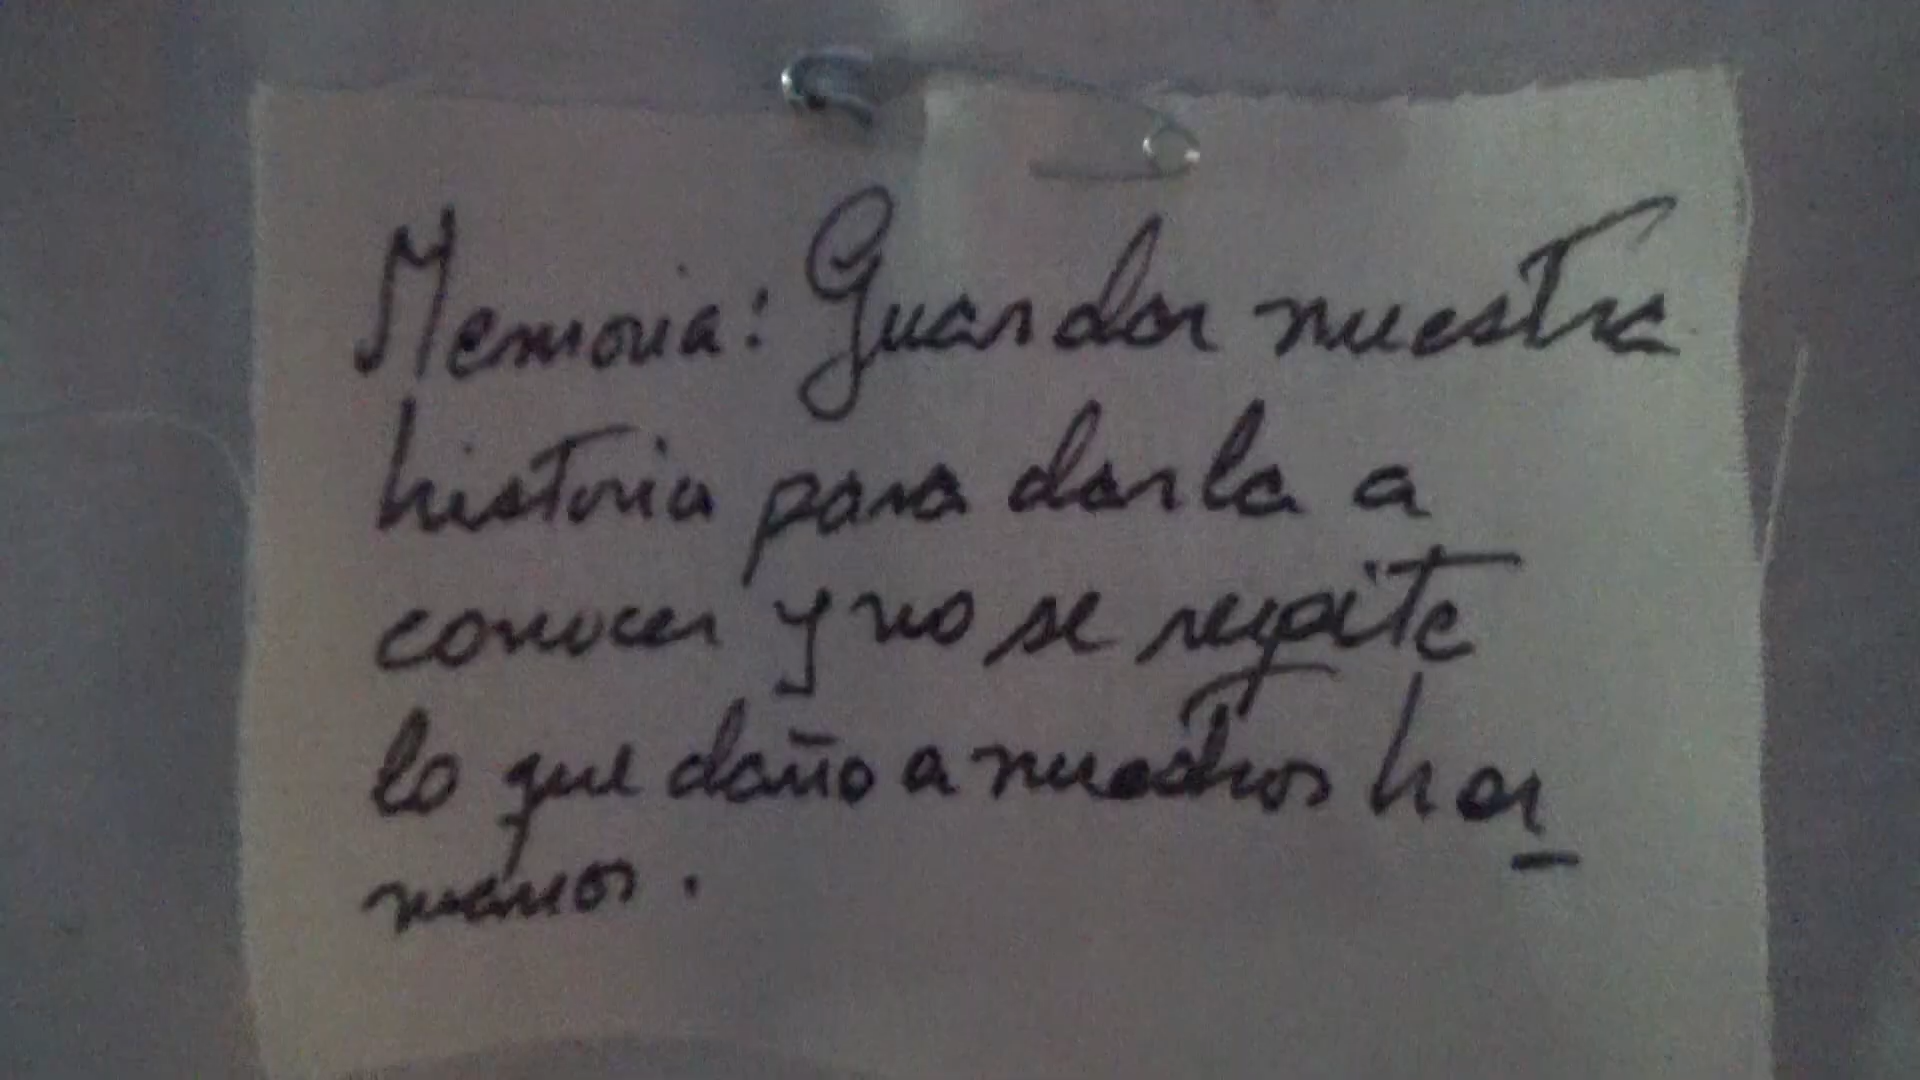 Memoria: Guardar nuestra
historia para darla a
conocer y no se repite
lo que daño a nuestros her
manos.